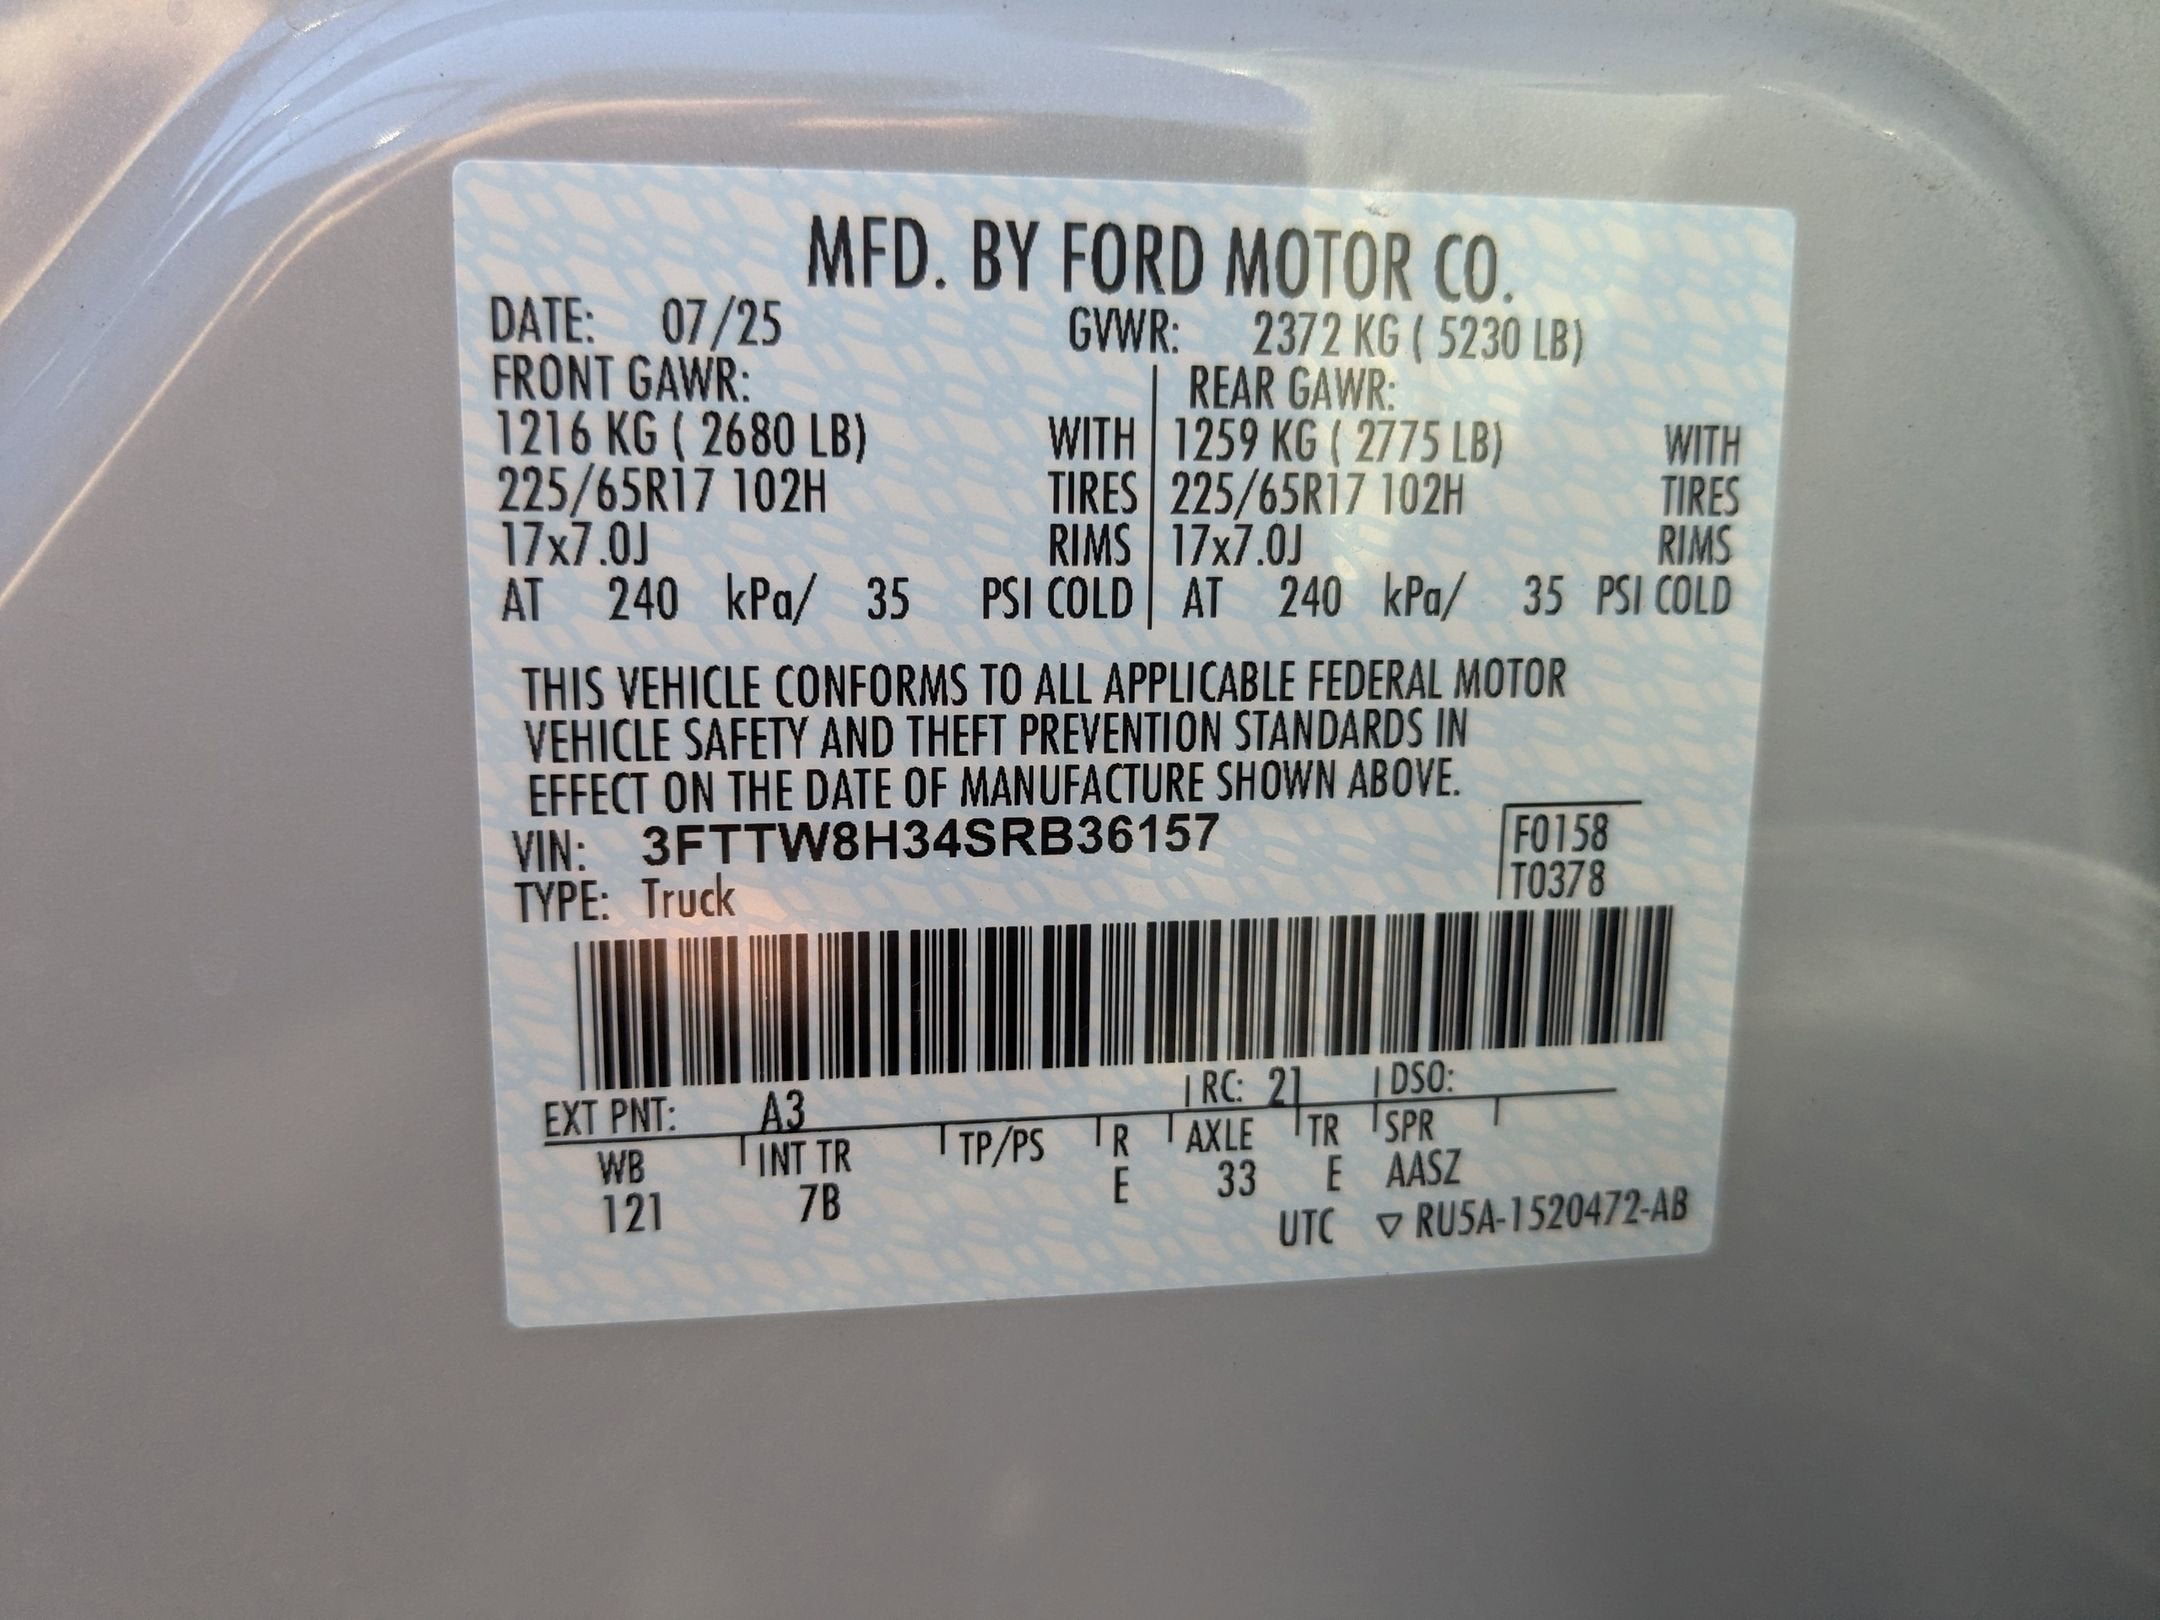 MFD. BY FORD MOTOR CO.
DATE: 07/25 GVWR: 2372 KG ( 5230 LB)
FRONT GAWR: REAR GAWR:
1216 KG ( 2680 LB) WITH 1259 KG ( 2775 LB) WITH
225/65R17 102H TIRES 225/65R17 102H TIRES
17x7.0J RIMS 17x7.0J RIMS
AT 240 kPa/ 35 PSI COLD AT 240 kPa/ 35 PSI COLD
THIS VEHICLE CONFORMS TO ALL APPLICABLE FEDERAL MOTOR
VEHICLE SAFETY AND THEFT PREVENTION STANDARDS IN
EFFECT ON THE DATE OF MANUFACTURE SHOWN ABOVE.
VIN: 3FTTW8H34SRB36157 F0158
TYPE: Truck T0378
EXT PNT: A3 RC: 21 DSO:
WB INT TR TP/PS R AXLE TR SPR
121 7B E 33 E AASZ
UTC ▽ RU5A-1520472-AB